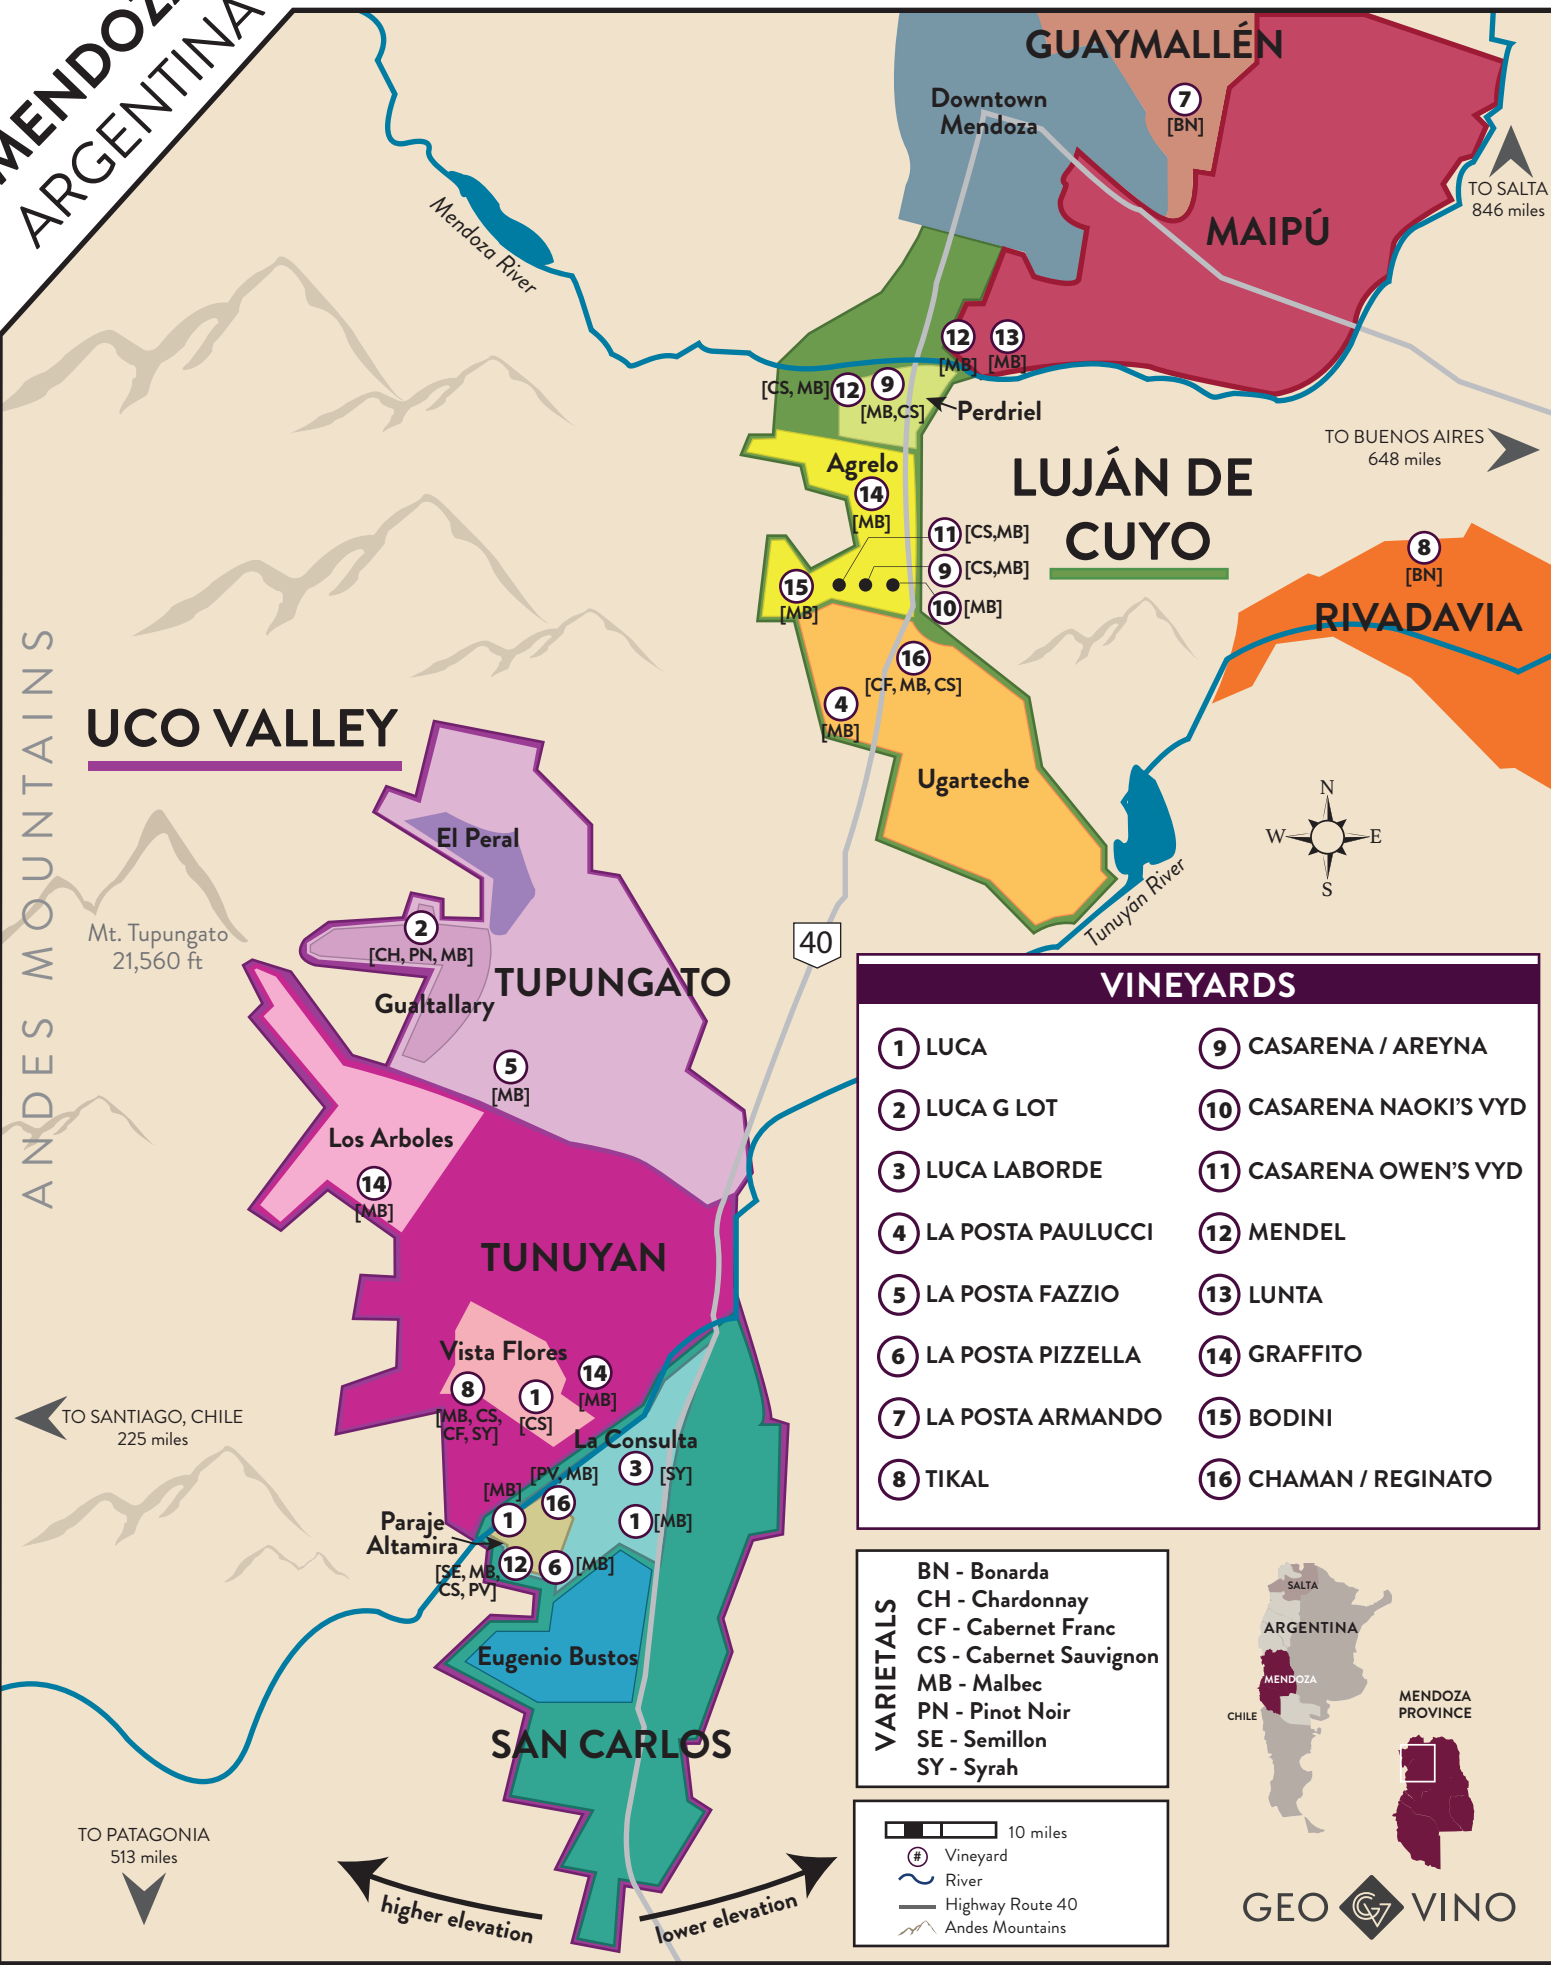 MENDOZA
ARGENTINA
GUAYMALLÉN
7
[BN]
Downtown
Mendoza
MAIPÚ
TO SALTA
846 miles
Mendoza River
12
[MB]
13
[MB]
[CS, MB]
12
9
[MB,CS]
Perdriel
TO BUENOS AIRES
648 miles
Agrelo
14
[MB]
LUJÁN DE
CUYO
11
[CS,MB]
9
[CS,MB]
10
[MB]
15
[MB]
8
[BN]
RIVADAVIA
16
[CF, MB, CS]
4
[MB]
Ugarteche
Tunuyán River
N
W
E
S
ANDES MOUNTAINS
UCO VALLEY
El Peral
Mt. Tupungato
21,560 ft
2
[CH, PN, MB]
Gualtallary
TUPUNGATO
40
5
[MB]
Los Arboles
14
[MB]
TUNUYAN
Vista Flores
8
[MB, CS,
CF, SY]
1
[CS]
14
[MB]
TO SANTIAGO, CHILE
225 miles
La Consulta
3
[SY]
[PV, MB]
16
[MB]
1
1
[MB]
Paraje
Altamira
12
[SE, MB,
CS, PV]
6
[MB]
Eugenio Bustos
SAN CARLOS
TO PATAGONIA
513 miles
higher elevation
lower elevation
VINEYARDS
1 LUCA
2 LUCA G LOT
3 LUCA LABORDE
4 LA POSTA PAULUCCI
5 LA POSTA FAZZIO
6 LA POSTA PIZZELLA
7 LA POSTA ARMANDO
8 TIKAL
9 CASARENA / AREYNA
10 CASARENA NAOKI'S VYD
11 CASARENA OWEN'S VYD
12 MENDEL
13 LUNTA
14 GRAFFITO
15 BODINI
16 CHAMAN / REGINATO
VARIETALS
BN - Bonarda
CH - Chardonnay
CF - Cabernet Franc
CS - Cabernet Sauvignon
MB - Malbec
PN - Pinot Noir
SE - Semillon
SY - Syrah
10 miles
# Vineyard
River
Highway Route 40
Andes Mountains
SALTA
ARGENTINA
MENDOZA
CHILE
MENDOZA
PROVINCE
GEO GV VINO